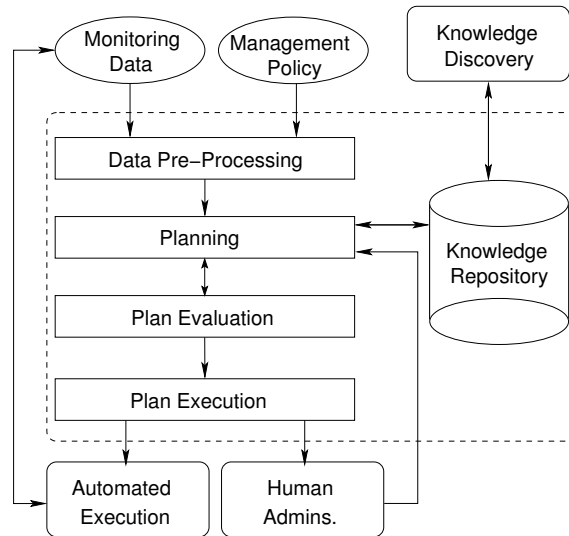 Monitoring
Data
Management
Policy
Knowledge
Discovery
Data Pre−Processing
Planning
Knowledge
Repository
Plan Evaluation
Plan Execution
Automated
Execution
Human
Admins.